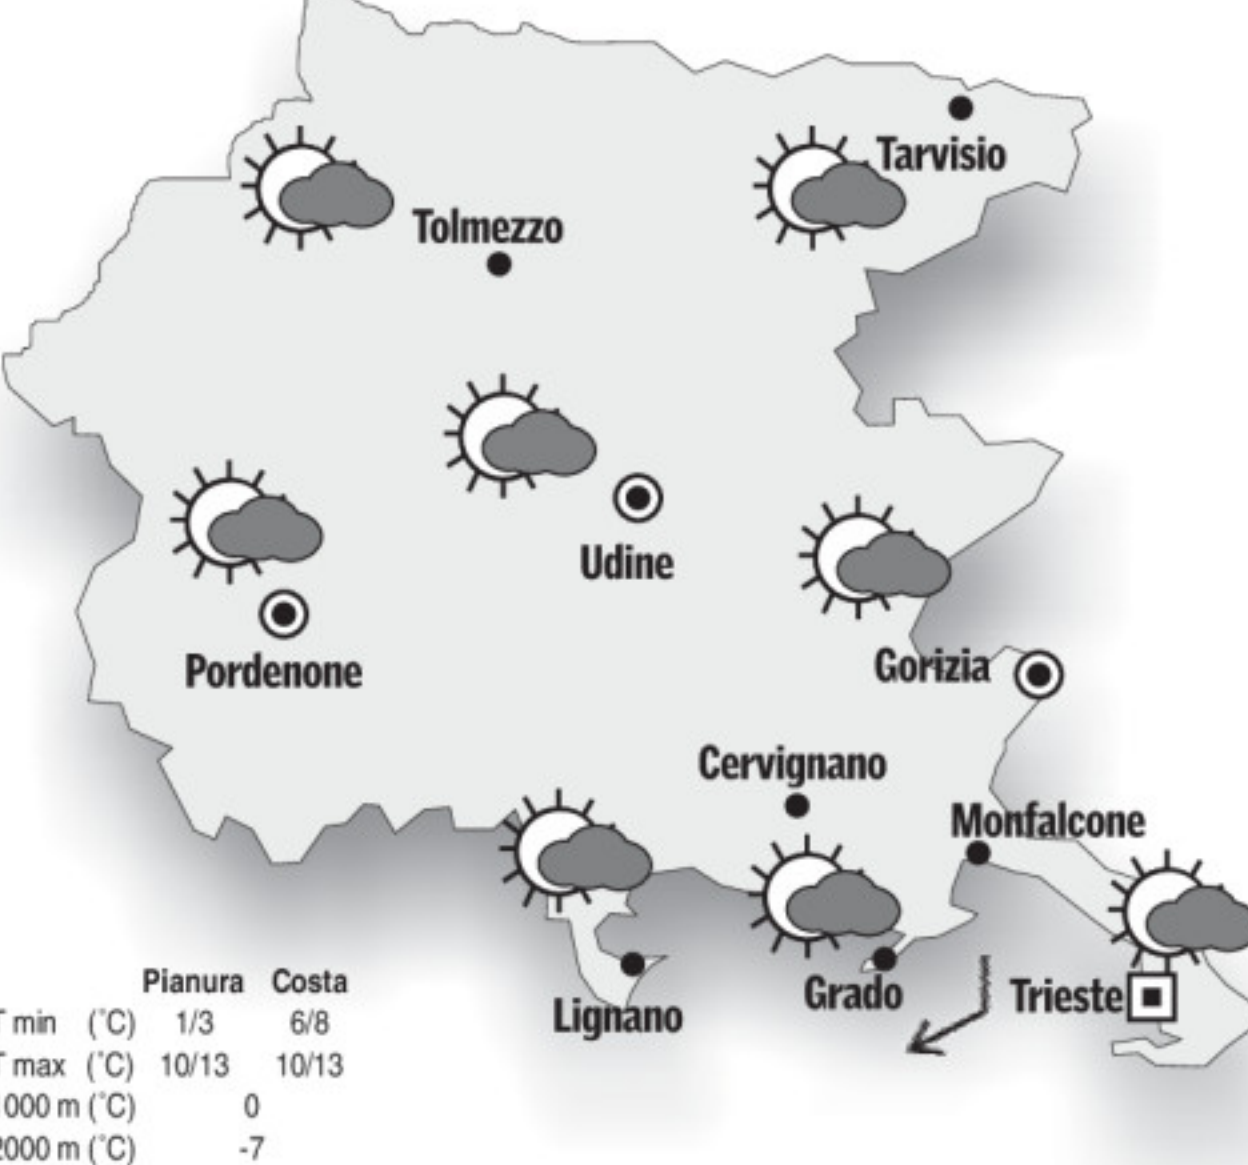 Tarvisio
Tolmezzo
Udine
Pordenone
Gorizia
Cervignano
Monfalcone
Grado
Trieste
Lignano
Pianura Costa
T min (°C) 1/3 6/8
T max (°C) 10/13 10/13
000 m (°C) 0
2000 m (°C) -7